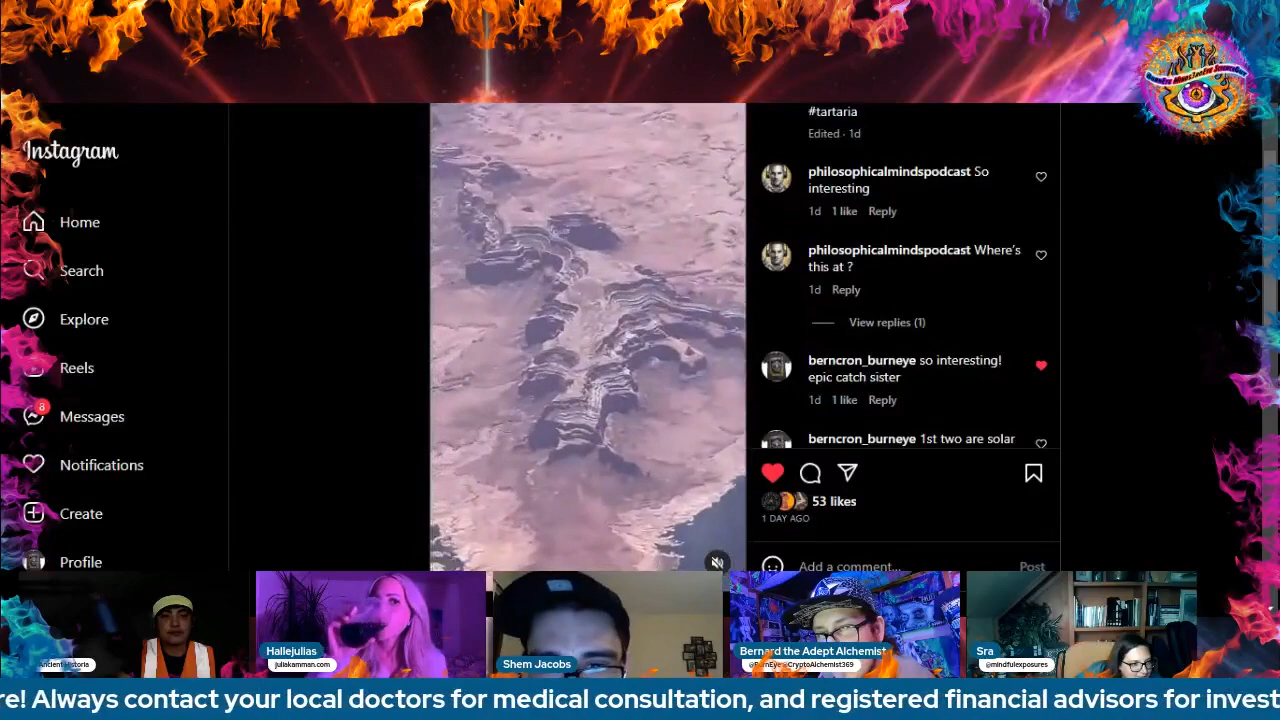 Instagram
Home
Search
Explore
Reels
8
Messages
Notifications
Create
Profile
#tartaria
Edited · 1d
philosophicalmindspodcast So
interesting
1d 1 like Reply
philosophicalmindspodcast Where's
this at ?
1d Reply
View replies (1)
berncron_burneye so interesting!
epic catch sister
1d 1 like Reply
berncron_burneye 1st two are solar
53 likes
1 DAY AGO
Add a comment... Post
Ancient Historia
Hallejulias
juliakamman.com
Shem Jacobs
Bernard the Adept Alchemist
@BurnEye @CryptoAlchemist369
Sra
@mindfulexposures
re! Always contact your local doctors for medical consultation, and registered financial advisors for invest